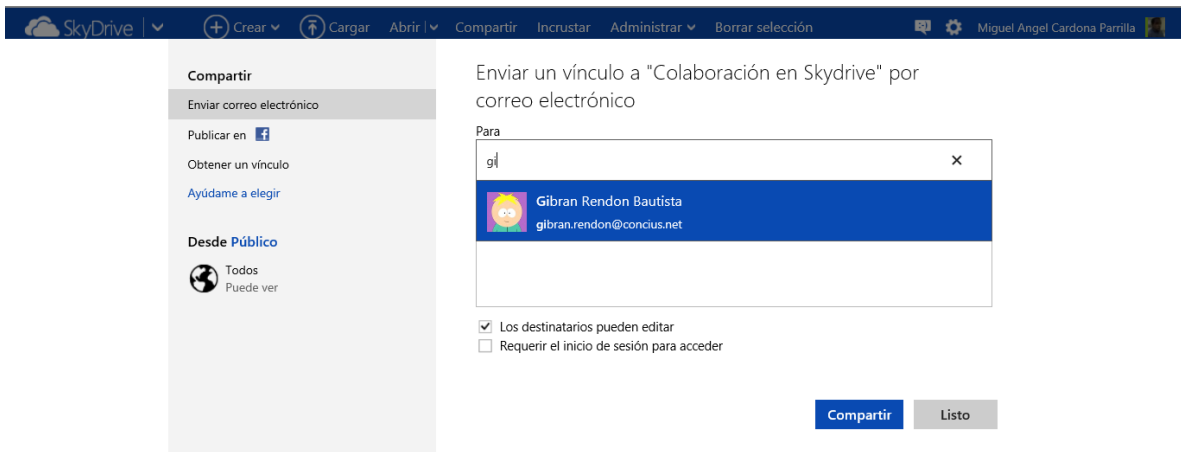 SkyDrive Crear Cargar Abrir Compartir Incrustar Administrar Borrar selección Miguel Angel Cardona Parrilla
Compartir
Enviar correo electrónico
Publicar en f
Obtener un vínculo
Ayúdame a elegir
Desde Público
Todos
Puede ver
Enviar un vínculo a "Colaboración en Skydrive" por
correo electrónico
Para
gi
Gibran Rendon Bautista
gibran.rendon@concius.net
Los destinatarios pueden editar
Requerir el inicio de sesión para acceder
Compartir Listo